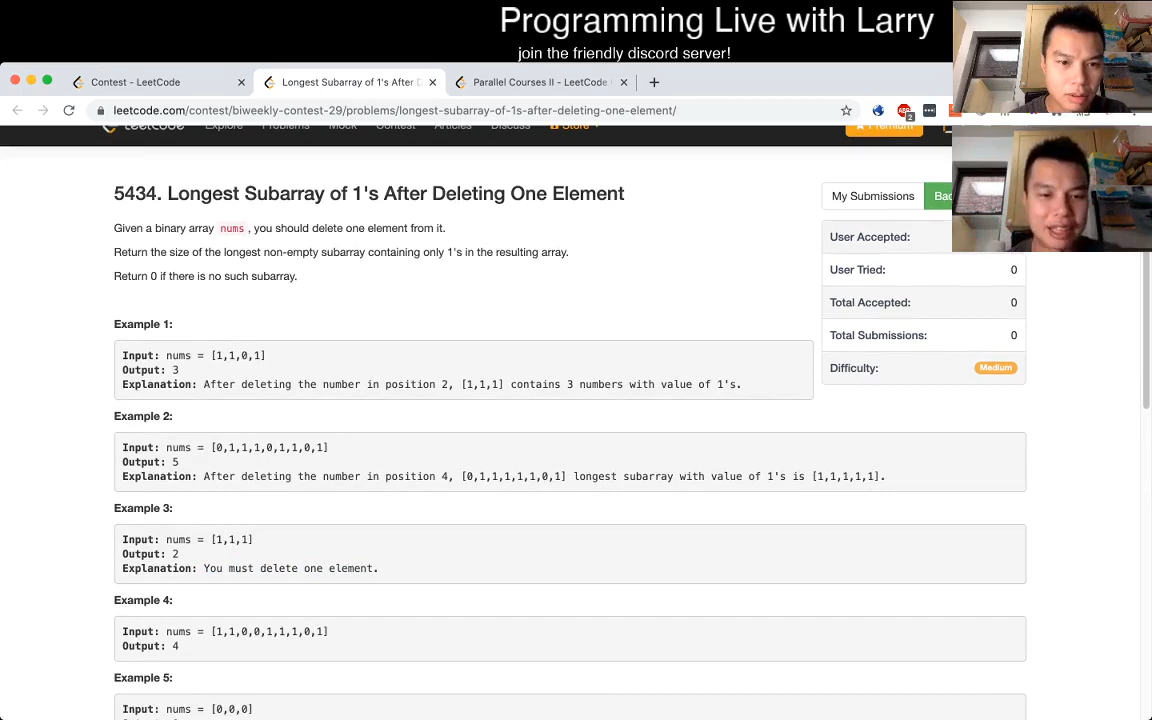 Programming Live with Larry
join the friendly discord server!
Contest - LeetCode
Longest Subarray of 1's After D
Parallel Courses II - LeetCode
leetcode.com/contest/biweekly-contest-29/problems/longest-subarray-of-1s-after-deleting-one-element/
LeetCode Explore Problems Mock Contest Articles Discuss Store Premium
5434. Longest Subarray of 1's After Deleting One Element
My Submissions
Given a binary array nums, you should delete one element from it.
Return the size of the longest non-empty subarray containing only 1's in the resulting array.
Return 0 if there is no such subarray.
User Accepted:
User Tried: 0
Total Accepted: 0
Total Submissions: 0
Difficulty: Medium
Example 1:
Input: nums = [1,1,0,1]
Output: 3
Explanation: After deleting the number in position 2, [1,1,1] contains 3 numbers with value of 1's.
Example 2:
Input: nums = [0,1,1,1,0,1,1,0,1]
Output: 5
Explanation: After deleting the number in position 4, [0,1,1,1,1,1,0,1] longest subarray with value of 1's is [1,1,1,1,1].
Example 3:
Input: nums = [1,1,1]
Output: 2
Explanation: You must delete one element.
Example 4:
Input: nums = [1,1,0,0,1,1,1,0,1]
Output: 4
Example 5:
Input: nums = [0,0,0]